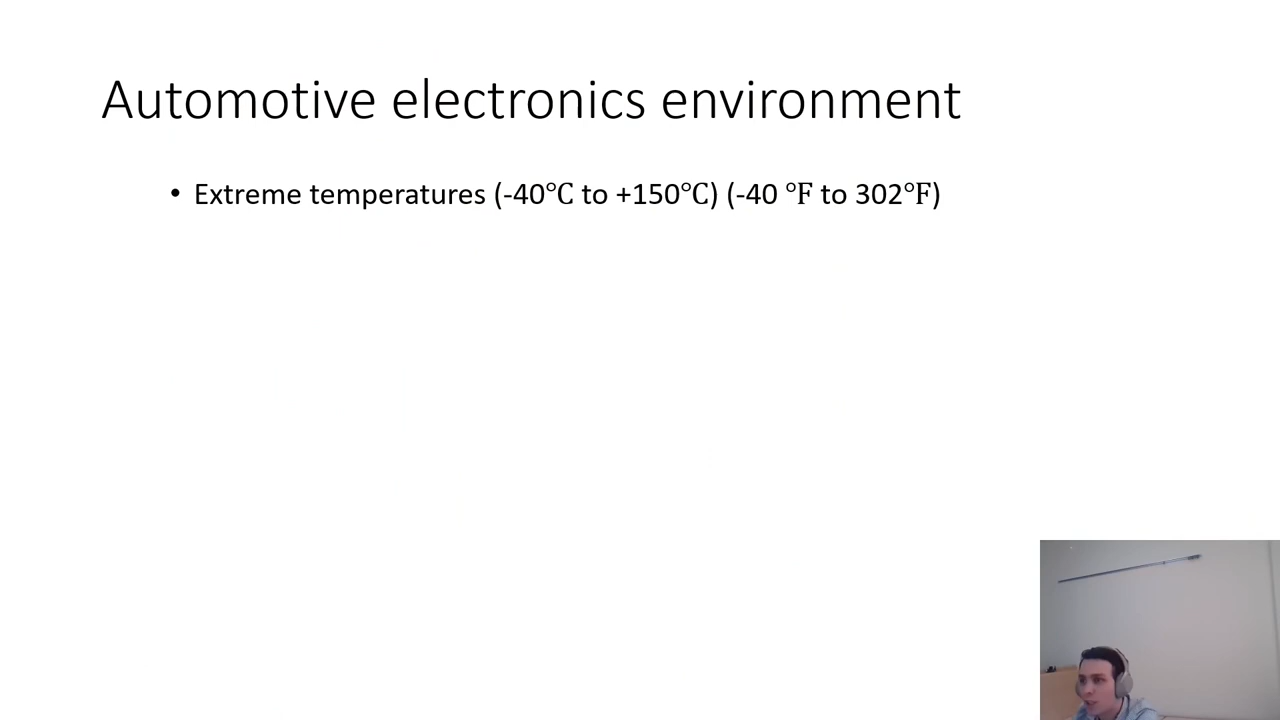 Automotive electronics environment
• Extreme temperatures (-40℃ to +150℃) (-40 ℉ to 302℉)